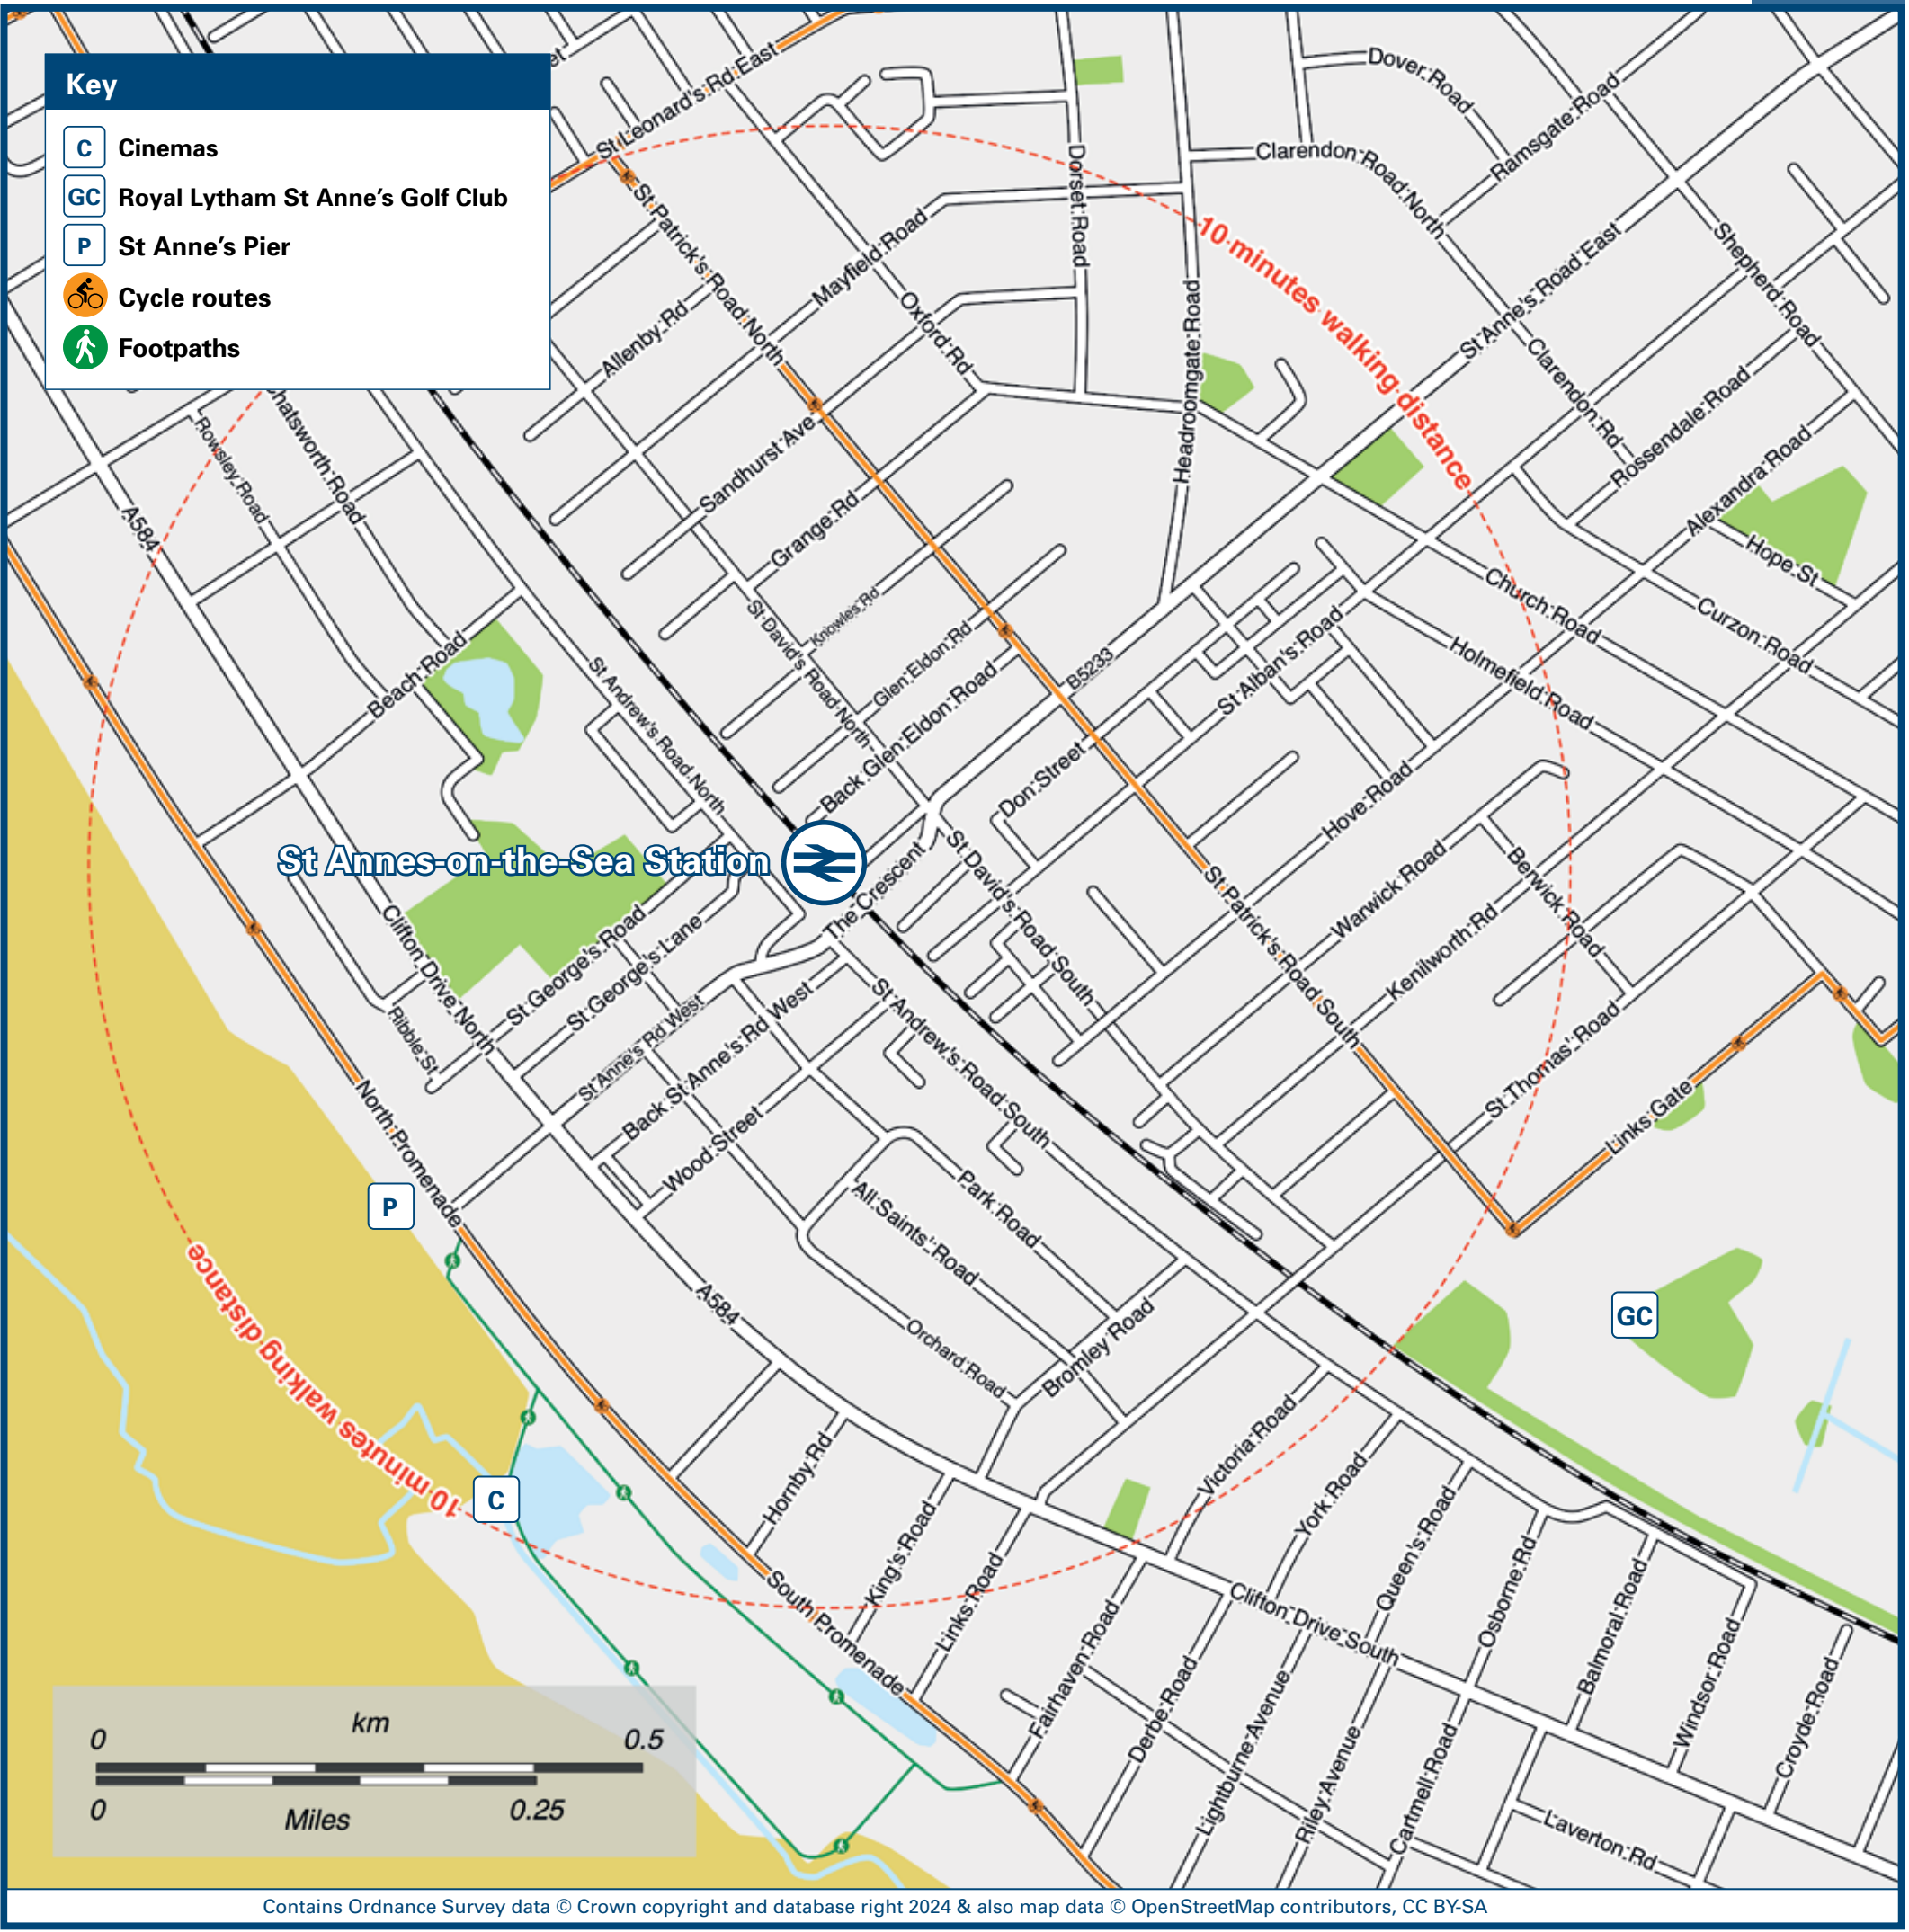 Key
C Cinemas
GC Royal Lytham St Anne's Golf Club
P St Anne's Pier
Cycle routes
Footpaths
St Leonard's Rd East
Dover Road
Ramsgate Road
Clarendon Road North
Dorset Road
St Patrick's Road North
Mayfield Road
10 minutes walking distance
Shepherd Road
St Anne's Road East
Allenby Rd
Oxford Rd
Headroomgate Road
Clarendon Rd
Rossendale Road
Chatsworth Road
Rowsley Road
Alexandra Road
A584
Sandhurst Ave
Grange Rd
Hope St
Church Road
Curzon Road
Knowles Rd
St David's Road North
Glen Eldon Rd
Holmefield Road
Beach Road
St Andrew's Road North
Back Glen Eldon Road
B5233
St Alban's Road
Don Street
Hove Road
St Annes-on-the-Sea Station
The Crescent
St David's Road South
St Patrick's Road South
Warwick Road
Berwick Road
Kenilworth Rd
Clifton Drive North
St George's Road
St George's Lane
Ribble St
St Anne's Rd West
Back St Anne's Rd West
St Andrew's Road South
St Thomas' Road
Links Gate
North Promenade
Wood Street
P
Park Road
All Saints' Road
A584
Orchard Road
Bromley Road
GC
10 minutes walking distance
C
Hornby Rd
Victoria Road
York Road
King's Road
Links Road
Queen's Road
Osborne Rd
South Promenade
Clifton Drive South
Balmoral Road
Fairhaven Road
Derbe Road
Lightburne Avenue
Riley Avenue
Cartmell Road
Windsor Road
Croyde Road
Laverton Rd
km
0 0.5
0 0.25
Miles
Contains Ordnance Survey data © Crown copyright and database right 2024 & also map data © OpenStreetMap contributors, CC BY-SA